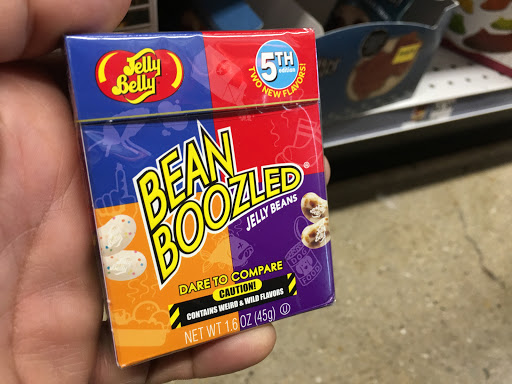 Jelly
Belly
5TH
edition
TWO NEW FLAVORS!
BEAN
BOOZLED®
JELLY BEANS
DARE TO COMPARE
CAUTION!
CONTAINS WEIRD & WILD FLAVORS
NET WT 1.6 OZ (45g) U